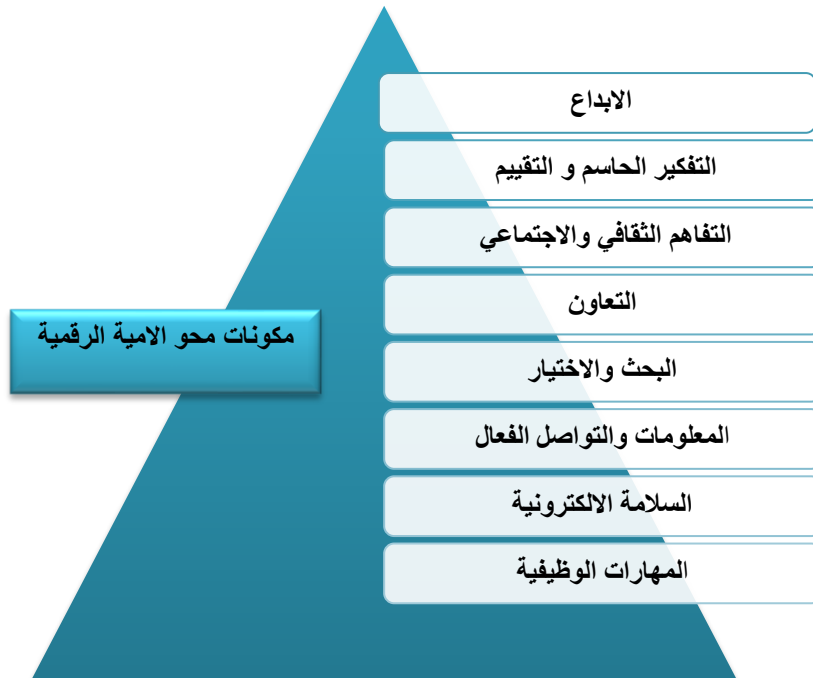 الابداع
التفكير الحاسم و التقييم
التفاهم الثقافي والاجتماعي
التعاون
مكونات محو الامية الرقمية
البحث والاختيار
المعلومات والتواصل الفعال
السلامة الالكترونية
المهارات الوظيفية